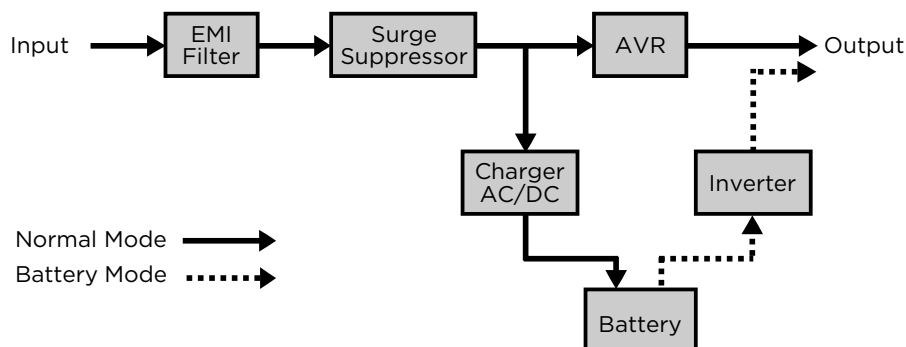 Input
EMI
Filter
Surge
Suppressor
AVR
Output
Charger
AC/DC
Inverter
Normal Mode
Battery Mode
Battery